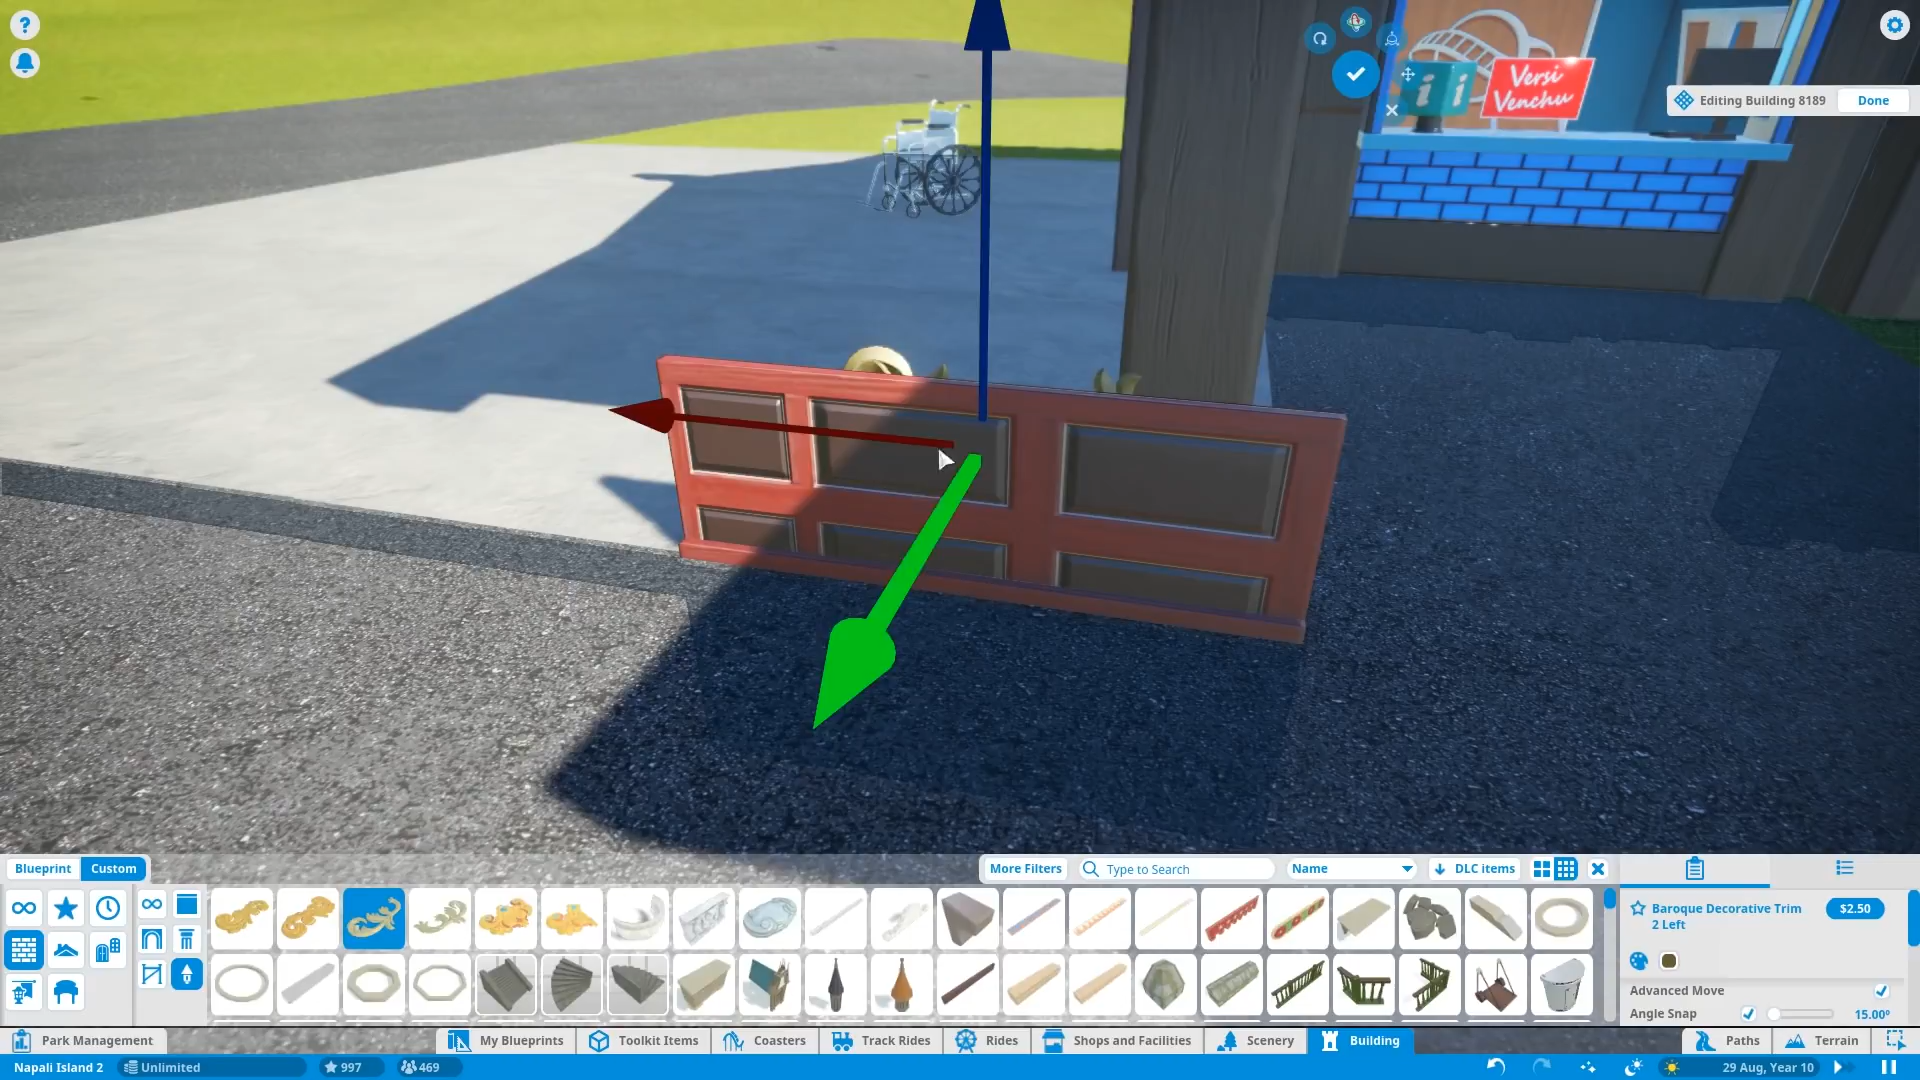 ?
Versi
Venchu
i i
Editing Building 8189
Done
Blueprint
Custom
More Filters
Type to Search
Name
DLC items
Baroque Decorative Trim
2 Left
$2.50
Advanced Move
Angle Snap
15.00°
Park Management
My Blueprints
Toolkit Items
Coasters
Track Rides
Rides
Shops and Facilities
Scenery
Building
Paths
Terrain
Napali Island 2
Unlimited
997
469
29 Aug, Year 10